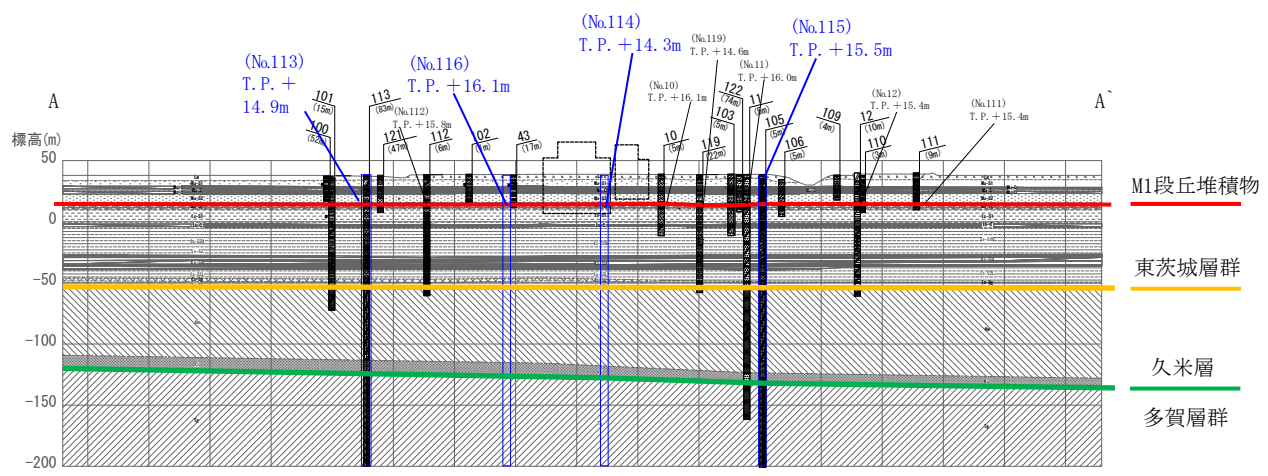 (No.114)
T.P.＋14.3m
(No.115)
T.P.＋15.5m
(No.113)
T.P.＋
14.9m
(No.116)
T.P.＋16.1m
(No.119)
T.P.＋14.6m
(No.11)
T.P.＋16.0m
(No.10)
T.P.＋16.1m
(No.12)
T.P.＋15.4m
(No.111)
T.P.＋15.4m
(No.112)
T.P.＋15.8m
A
A`
標高(m)
101
(15m)
100
(52m)
113
(83m)
121
(47m)
112
(6m)
102
43
(17m)
10
(5m)
119
(22m)
103
(5m)
122
(74m)
11
(5m)
105
(5m)
106
(5m)
109
(4m)
12
(10m)
110
(3m)
111
(9m)
50
0
−50
−100
−150
−200
M1段丘堆積物
東茨城層群
久米層
多賀層群